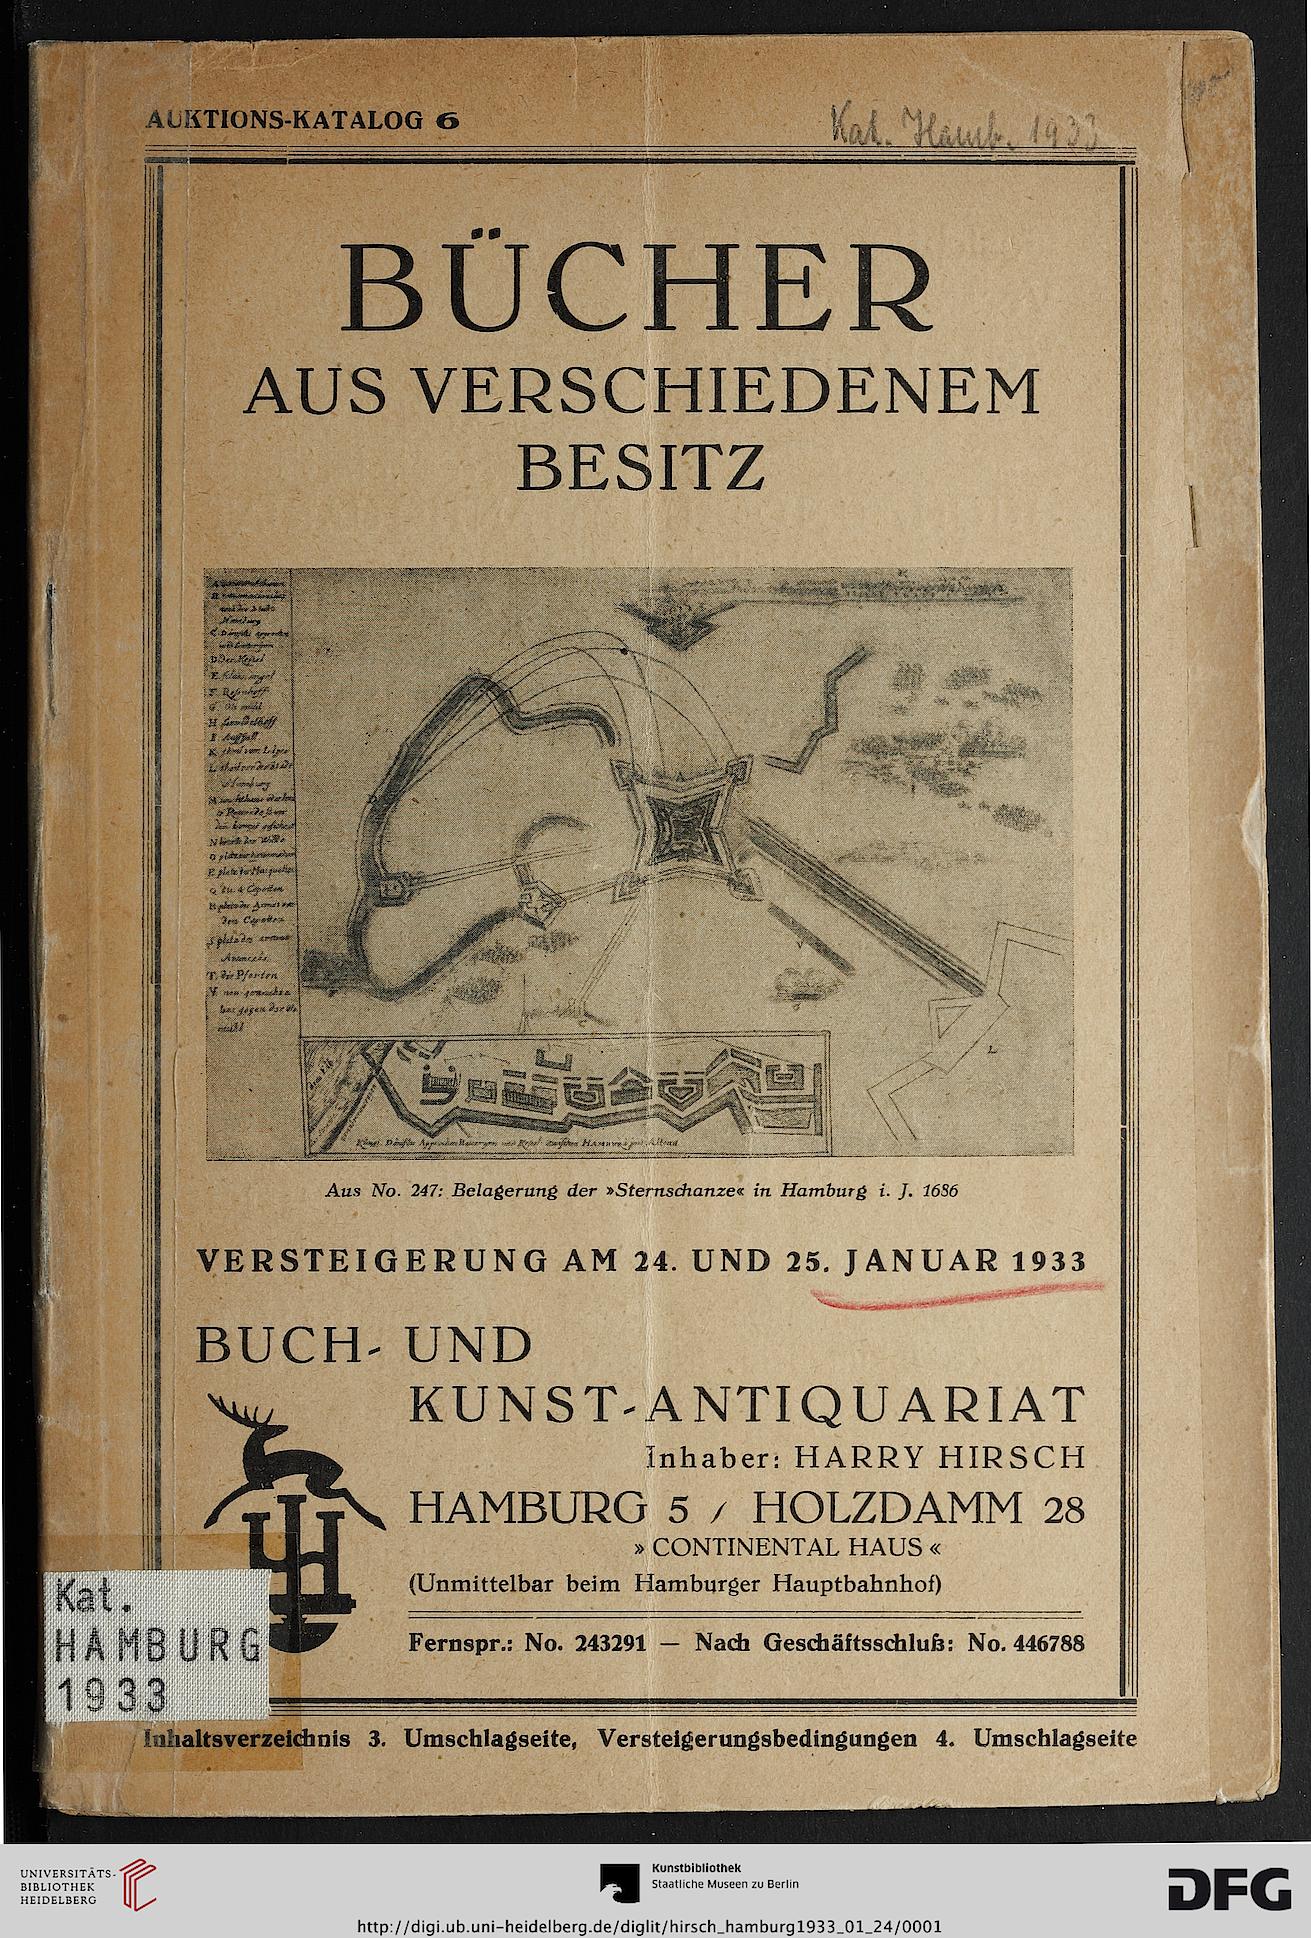 AUKTIONS-KATALOG 6
Kat. Hamb. 1933
BÜCHER
AUS VERSCHIEDENEM
BESITZ
Aus No. 247: Belagerung der »Sternschanze« in Hamburg i. J. 1686
VERSTEIGERUNG AM 24. UND 25. JANUAR 1933
BUCH- UND
KUNST-ANTIQUARIAT
Inhaber: HARRY HIRSCH
HAMBURG 5 / HOLZDAMM 28
» CONTINENTAL HAUS «
(Unmittelbar beim Hamburger Hauptbahnhof)
Fernspr.: No. 243291 — Nach Geschäftsschluß: No. 446788
Kat.
HAMBURG
1933
Inhaltsverzeichnis 3. Umschlagseite, Versteigerungsbedingungen 4. Umschlagseite
UNIVERSITÄTS-
BIBLIOTHEK
HEIDELBERG
Kunstbibliothek
Staatliche Museen zu Berlin
DFG
http://digi.ub.uni-heidelberg.de/diglit/hirsch_hamburg1933_01_24/0001